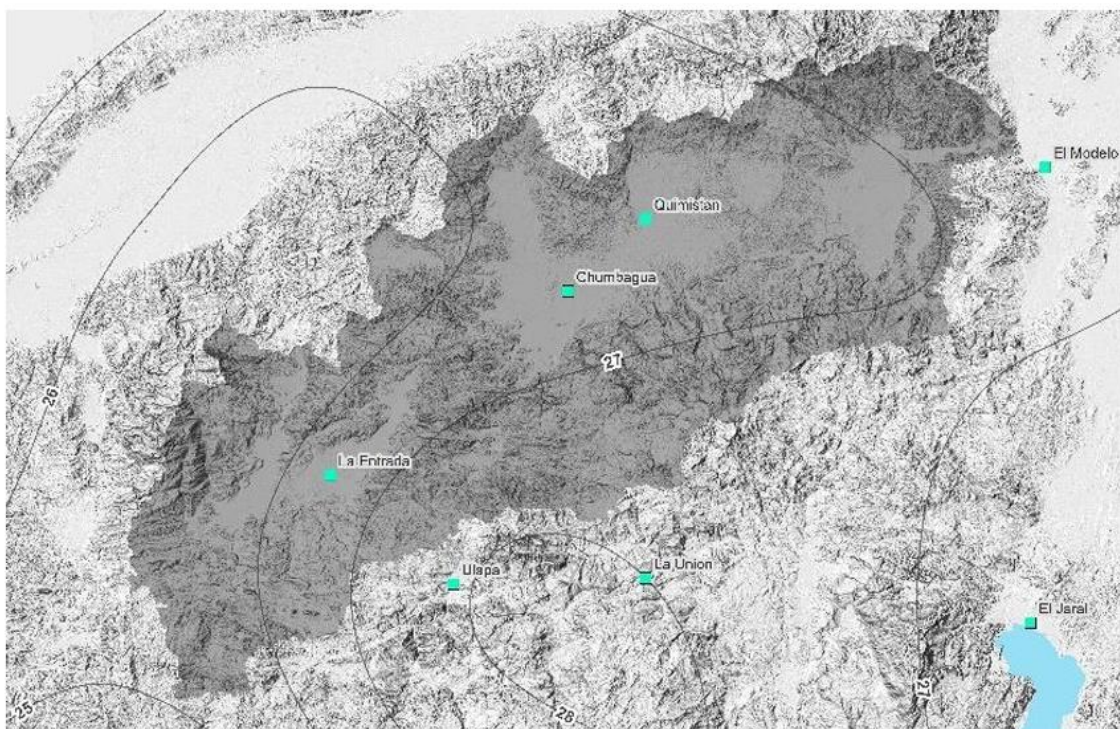 El Modelo
Quimistan
Chumbagua
27
26
La Entrada
Ulapa
La Union
El Jaral
27
25
28